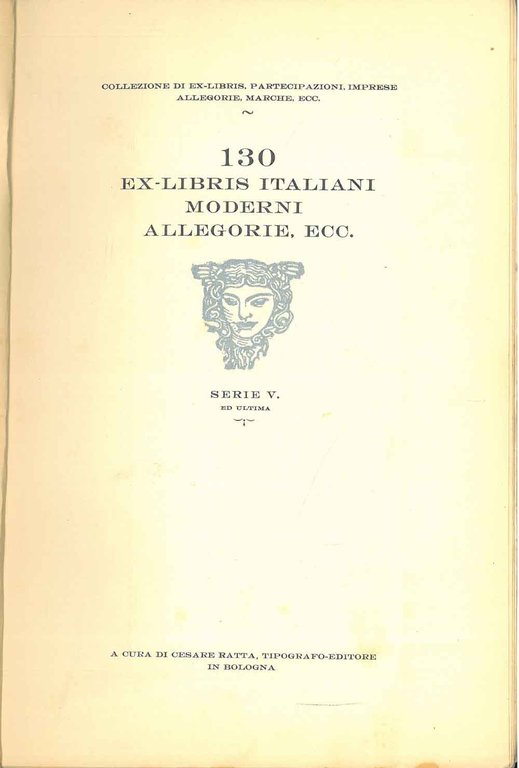 COLLEZIONE DI EX-LIBRIS, PARTECIPAZIONI, IMPRESE
ALLEGORIE, MARCHE, ECC.
~
130
EX-LIBRIS ITALIANI
MODERNI
ALLEGORIE, ECC.
SERIE V.
ED ULTIMA
A CURA DI CESARE RATTA, TIPOGRAFO-EDITORE
IN BOLOGNA